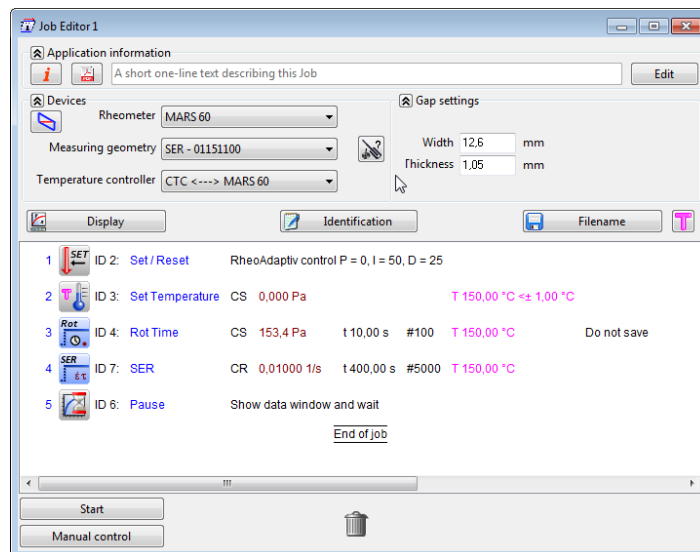 Job Editor 1
Application information
A short one-line text describing this Job
Edit
Devices
Rheometer MARS 60
Measuring geometry SER - 01151100
Temperature controller CTC <---> MARS 60
Gap settings
Width 12,6 mm
Thickness 1,05 mm
Display
Identification
Filename
T
1 SET ID 2: Set / Reset RheoAdaptiv control P = 0, I = 50, D = 25
2 T ID 3: Set Temperature CS 0,000 Pa T 150,00 °C <± 1,00 °C
3 Rot ID 4: Rot Time CS 153,4 Pa t 10,00 s #100 T 150,00 °C Do not save
4 SER ε̇τ ID 7: SER CR 0,01000 1/s t 400,00 s #5000 T 150,00 °C
5 ID 6: Pause Show data window and wait
End of job
Start
Manual control